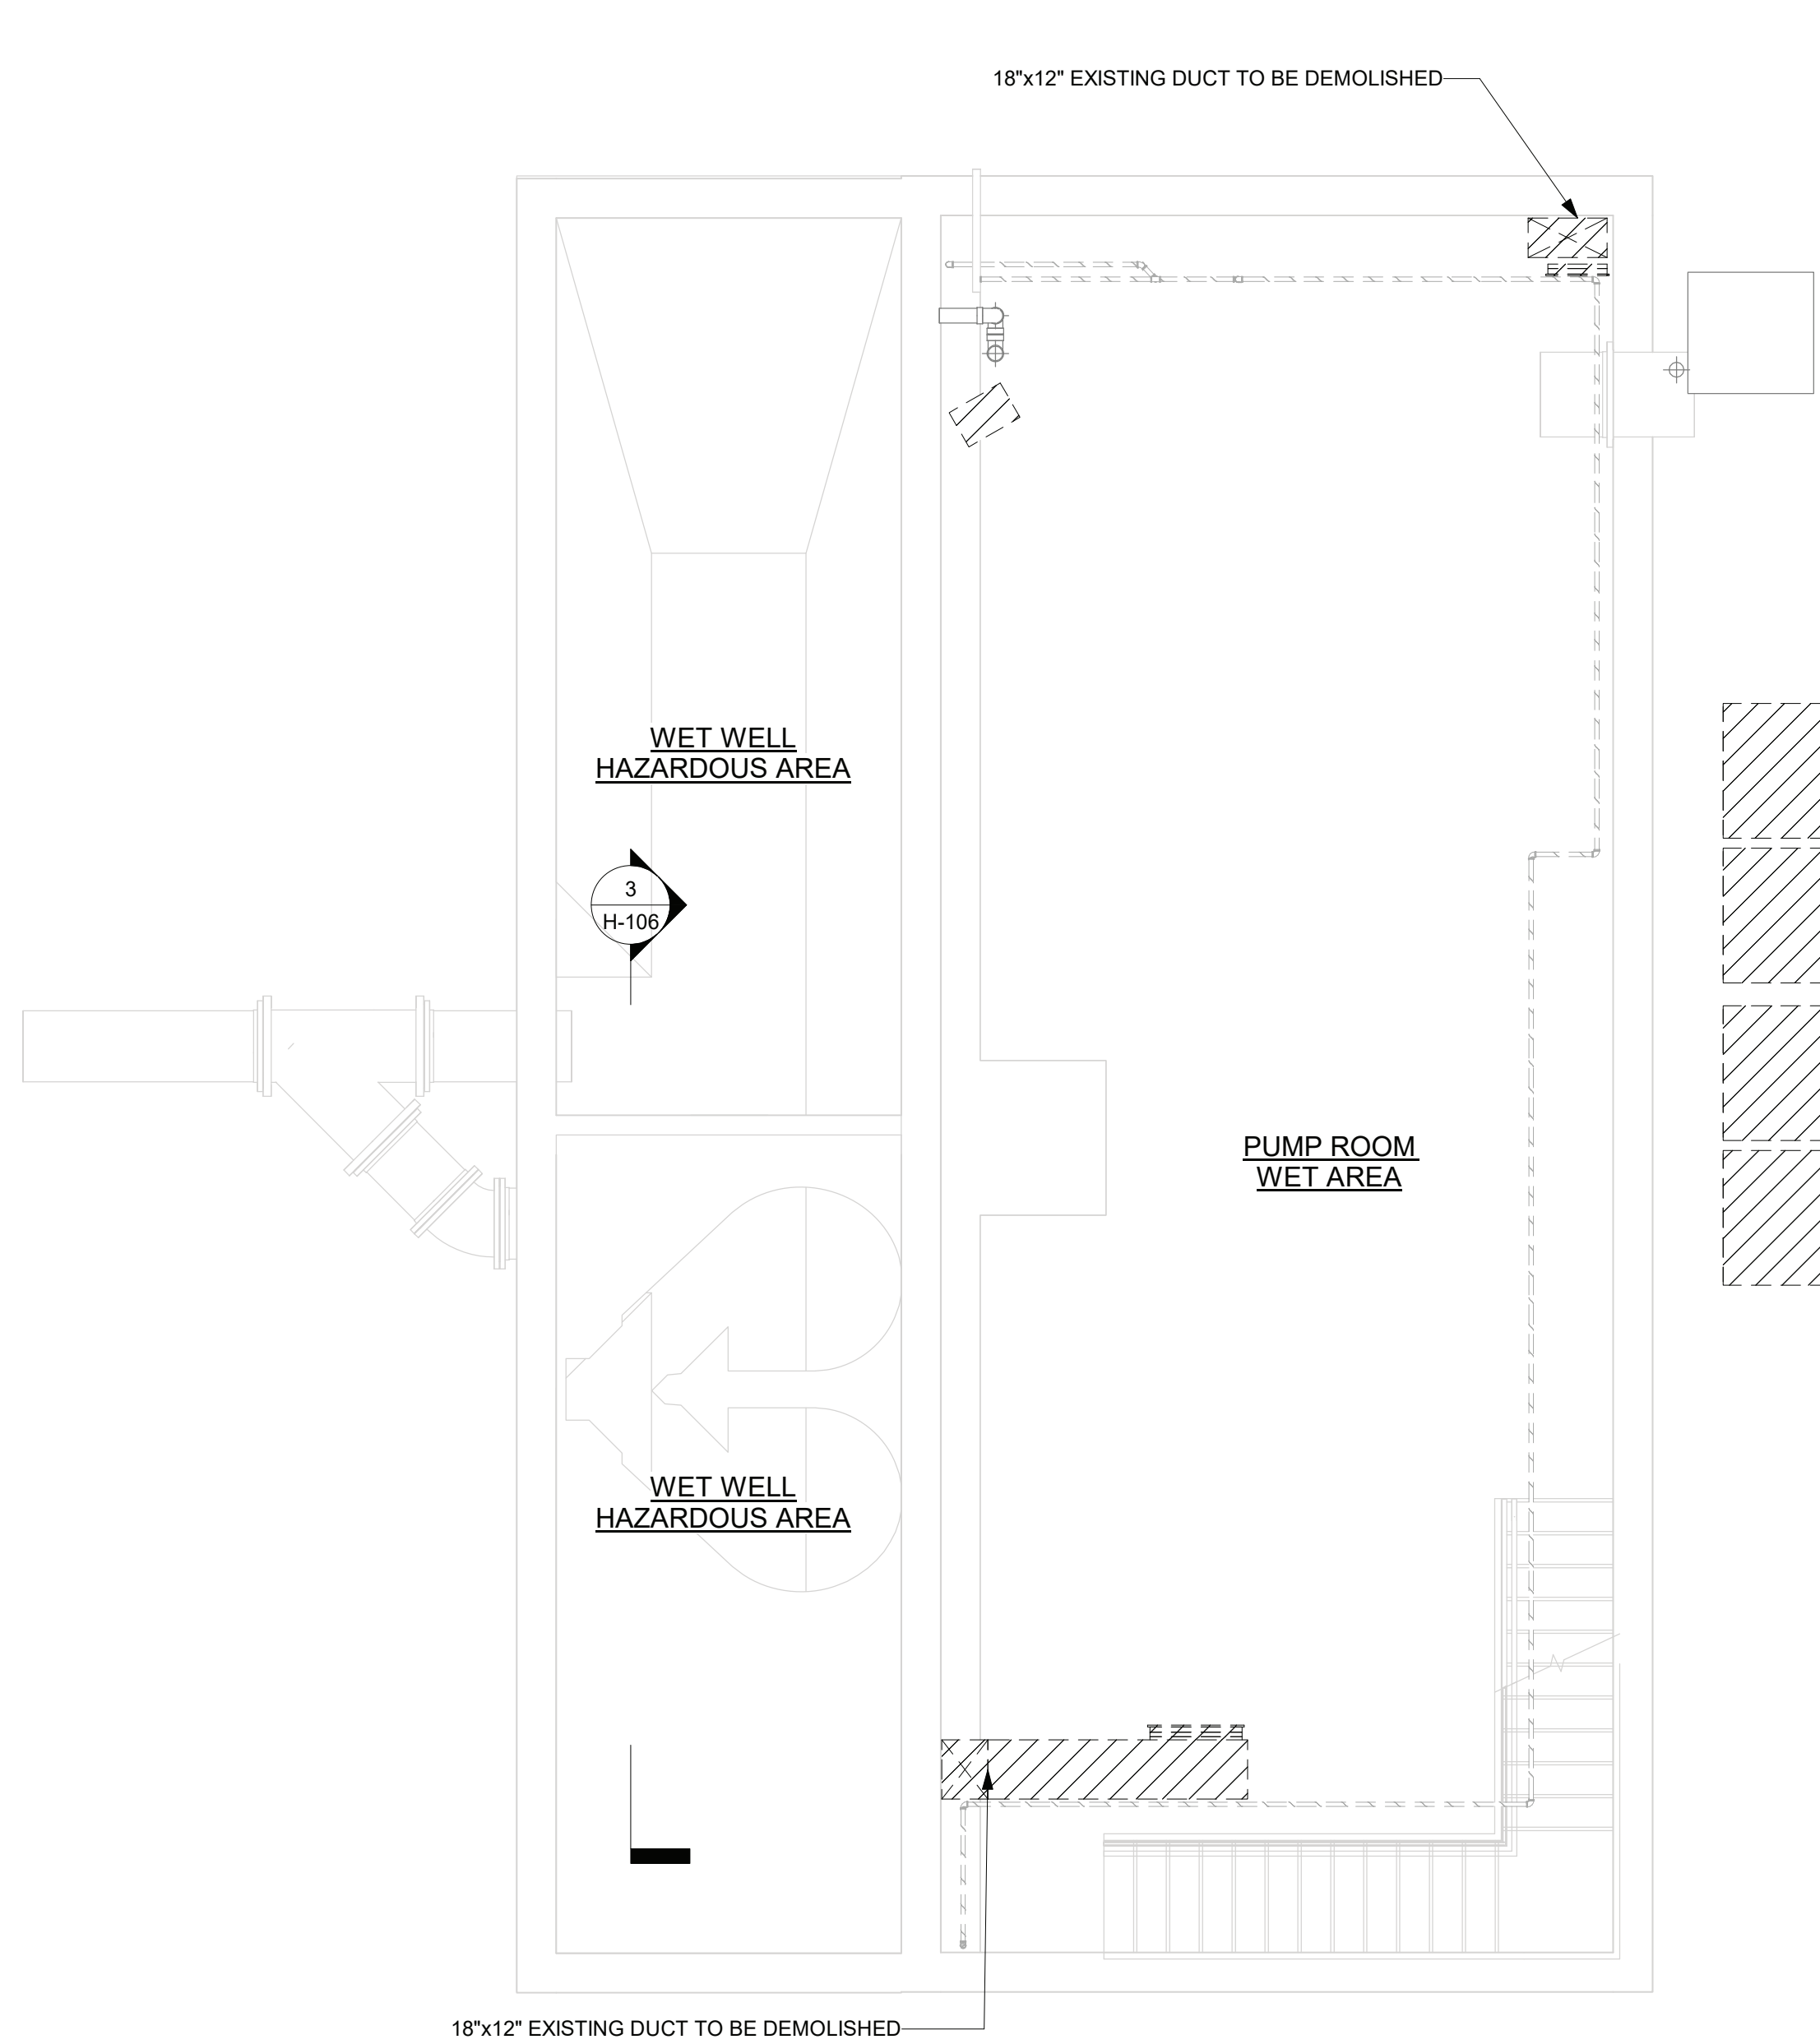 18"x12" EXISTING DUCT TO BE DEMOLISHED
WET WELL
HAZARDOUS AREA
3
H-106
PUMP ROOM
WET AREA
WET WELL
HAZARDOUS AREA
18"x12" EXISTING DUCT TO BE DEMOLISHED